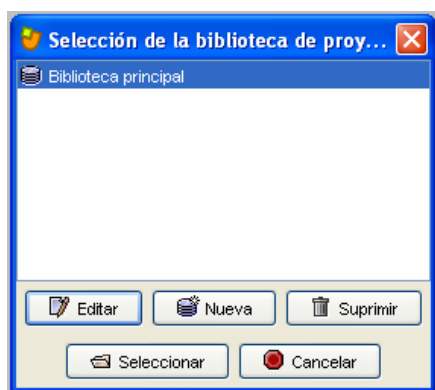 Selección de la biblioteca de proy...
Biblioteca principal
Editar Nueva Suprimir
Seleccionar Cancelar